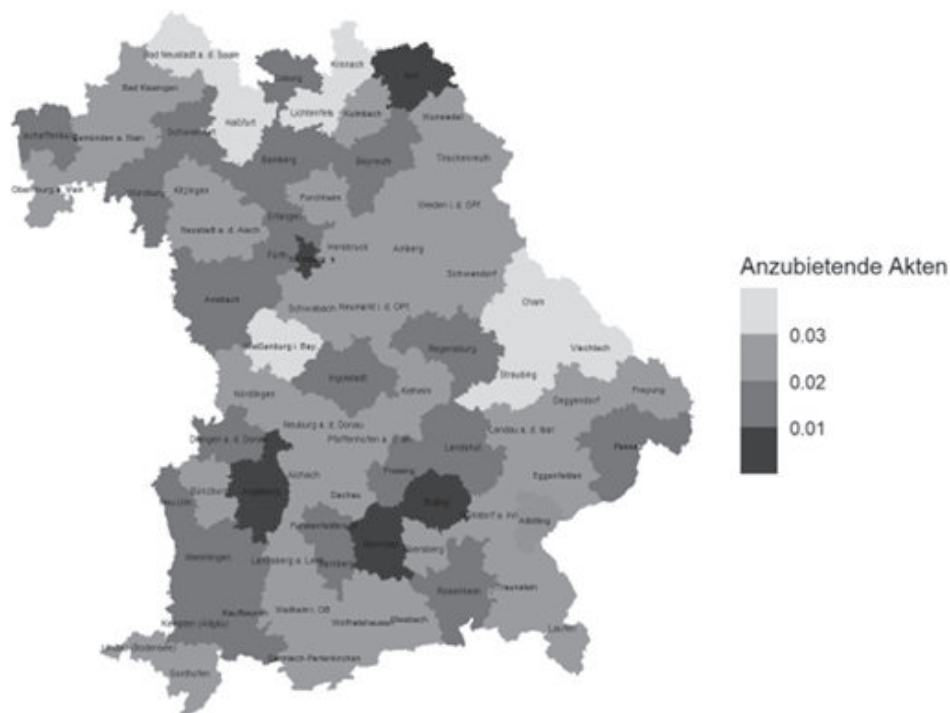 Bad Neustadt a. d. Saale
Kronach
Hof
Coburg
Bad Kissingen
Haßfurt
Lichtenfels
Kulmbach
Wunsiedel
Aschaffenburg
Gemünden a. Main
Schweinfurt
Bamberg
Bayreuth
Tirschenreuth
Obernburg a. Main
Würzburg
Kitzingen
Forchheim
Weiden i. d. OPf.
Neustadt a. d. Aisch
Erlangen
Fürth
Hersbruck
Amberg
Schwandorf
Ansbach
Schwabach
Neumarkt i. d. OPf.
Cham
Weißenburg i. Bay.
Regensburg
Viechtach
Straubing
Ingolstadt
Kelheim
Deggendorf
Freyung
Nördlingen
Neuburg a. d. Donau
Landau a. d. Isar
Dillingen a. d. Donau
Pfaffenhofen a. d. Ilm
Landshut
Passau
Aichach
Freising
Eggenfelden
Günzburg
Dachau
Altötting
Fürstenfeldbruck
Ebersberg
Memmingen
Landsberg a. Lech
Starnberg
Rosenheim
Traunstein
Kaufbeuren
Weilheim i. OB
Wolfratshausen
Miesbach
Kempten (Allgäu)
Laufen
Lindau (Bodensee)
Garmisch-Partenkirchen
Sonthofen
Anzubietende Akten
0.03
0.02
0.01